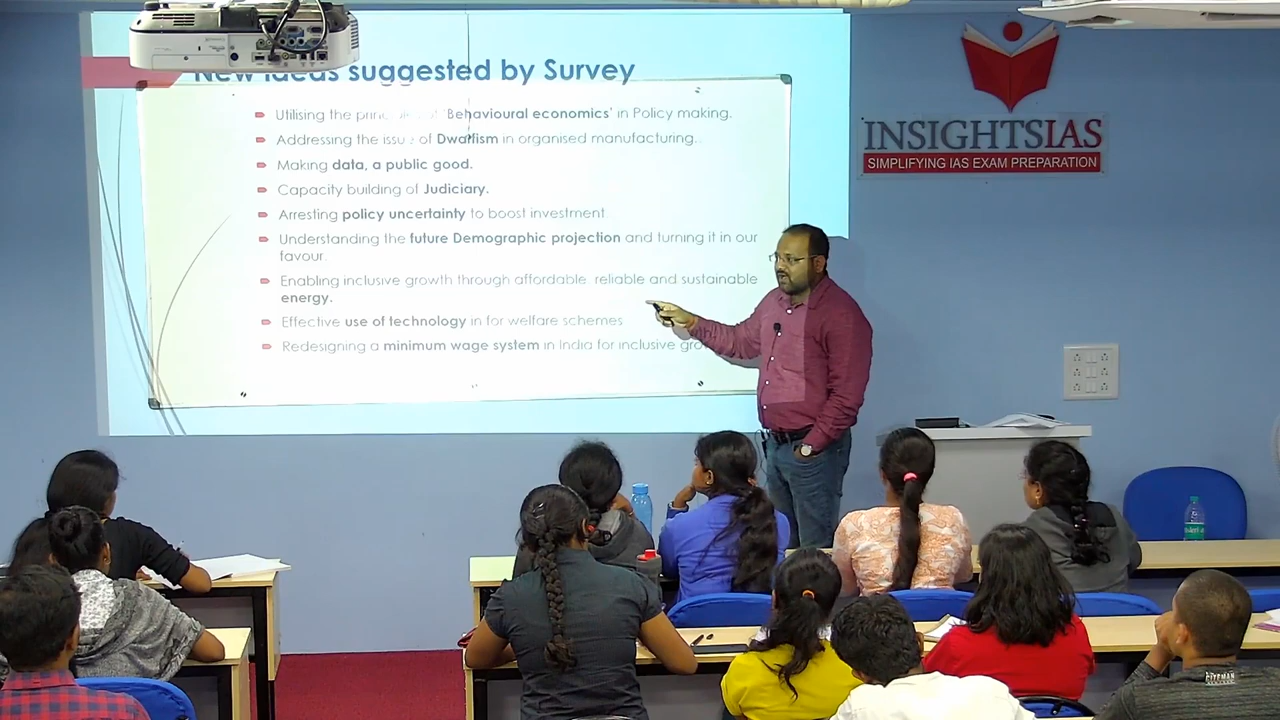 New Ideas suggested by Survey
Utilising the of 'Behavioural economics' in Policy making.
Addressing the issue of Dwarfism in organised manufacturing..
Making data, a public good.
Capacity building of Judiciary.
Arresting policy uncertainty to boost investment
Understanding the future Demographic projection and turning it in our
favour.
Enabling inclusive growth through affordable, reliable and sustainable
energy.
Effective use of technology in for welfare schemes
Redesigning a minimum wage system in India for inclusive
INSIGHTSIAS
SIMPLIFYING IAS EXAM PREPARATION